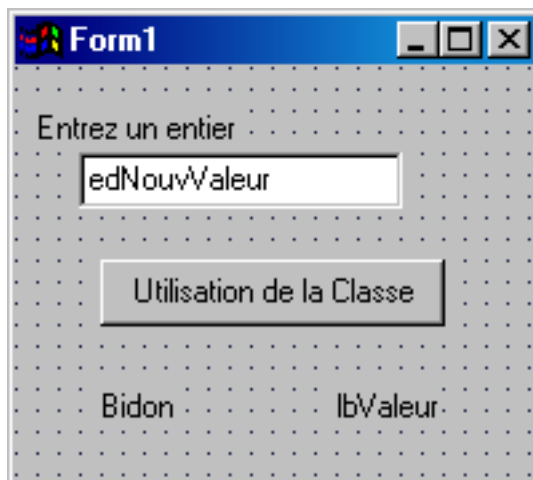 Form1
Entrez un entier
edNouvValeur
Utilisation de la Classe
Bidon lbValeur